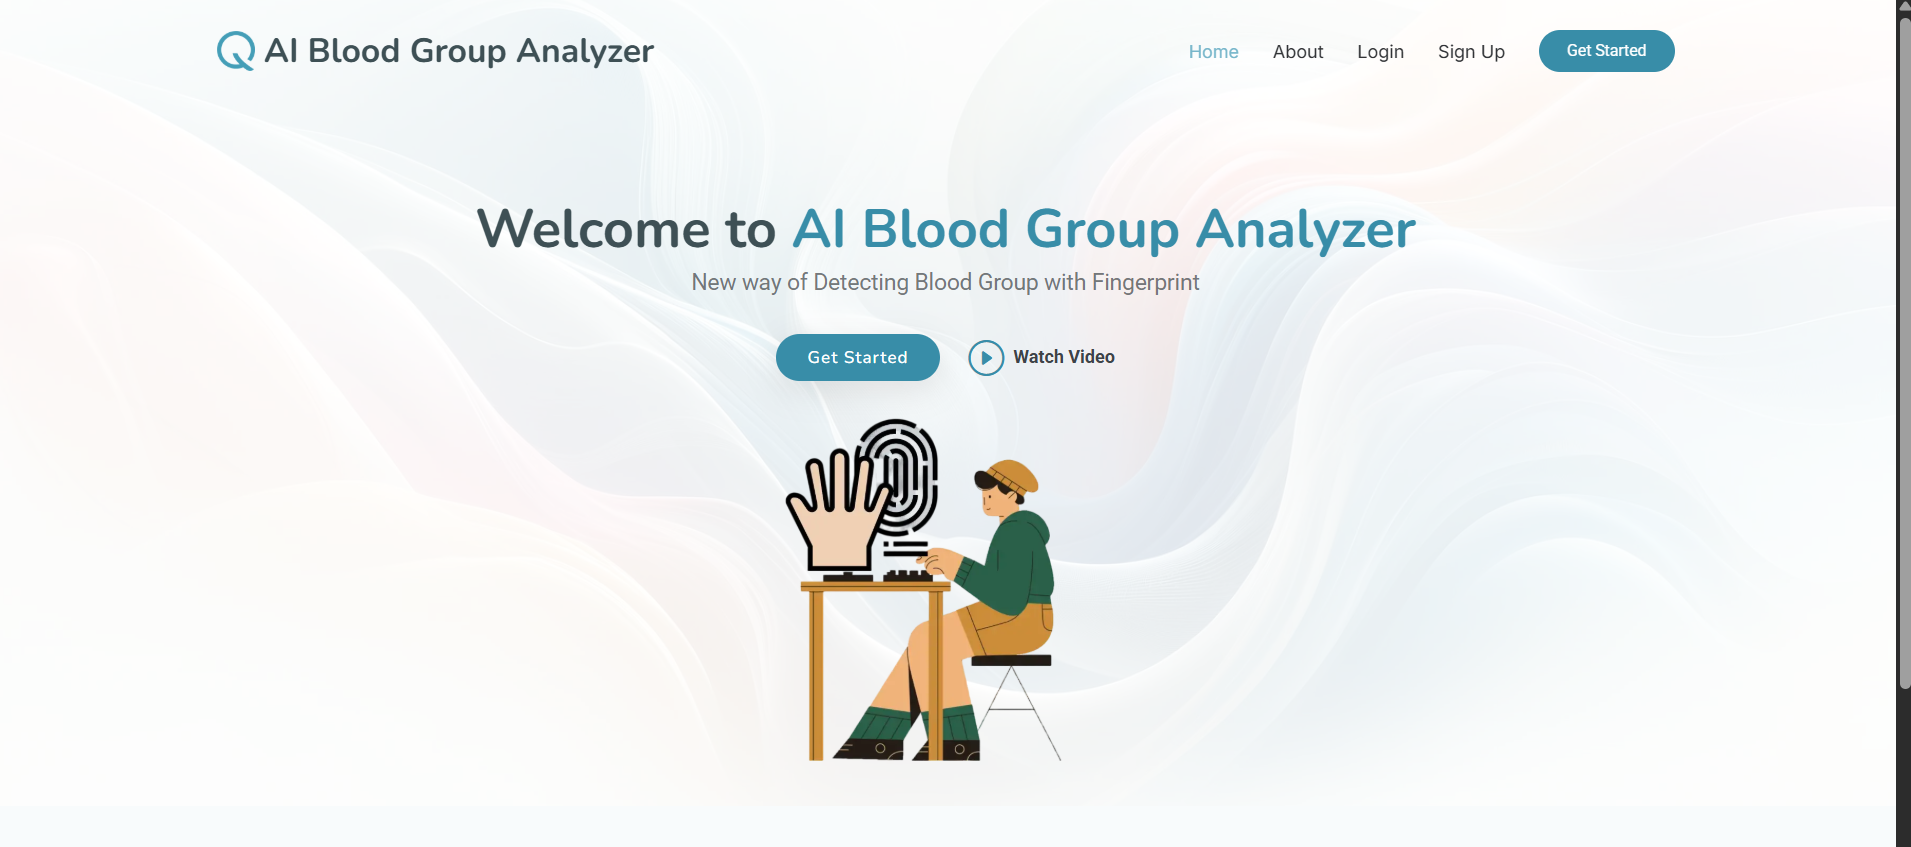 AI Blood Group Analyzer
Home About Login Sign Up Get Started
Welcome to AI Blood Group Analyzer
New way of Detecting Blood Group with Fingerprint
Get Started Watch Video